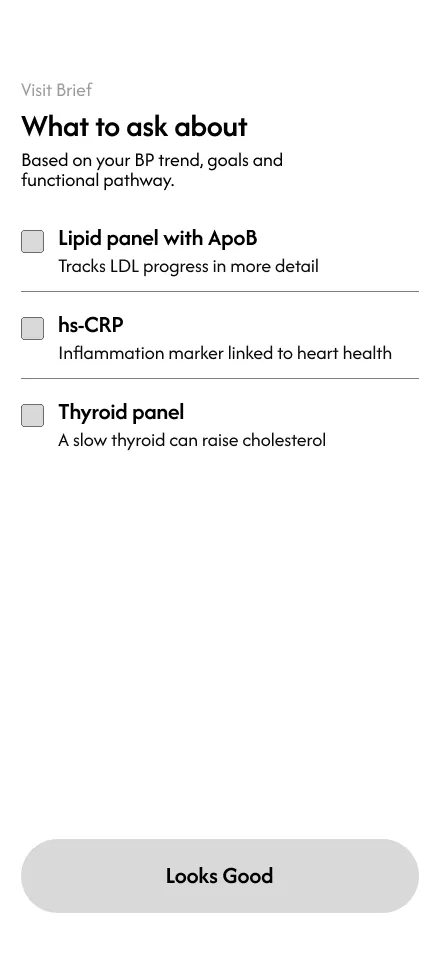 Visit Brief
What to ask about
Based on your BP trend, goals and
functional pathway.
Lipid panel with ApoB
Tracks LDL progress in more detail
hs-CRP
Inflammation marker linked to heart health
Thyroid panel
A slow thyroid can raise cholesterol
Looks Good